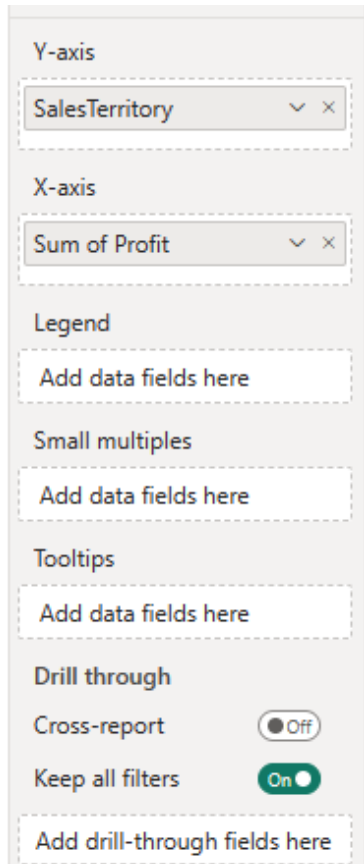 Y-axis
SalesTerritory
X-axis
Sum of Profit
Legend
Add data fields here
Small multiples
Add data fields here
Tooltips
Add data fields here
Drill through
Cross-report Off
Keep all filters On
Add drill-through fields here